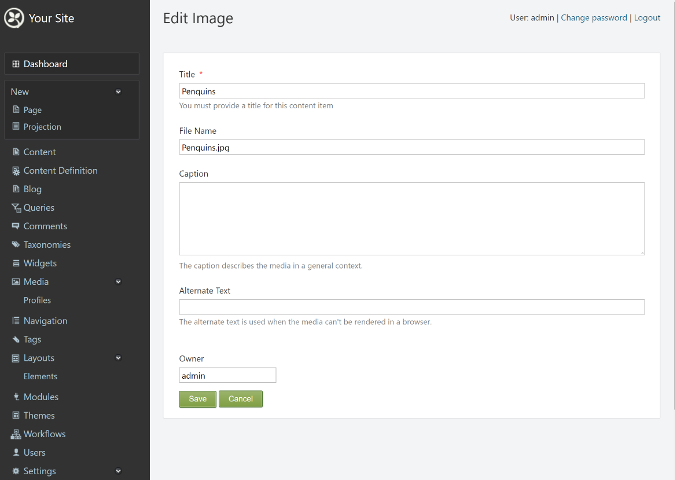 Your Site
Edit Image
User: admin | Change password | Logout
Dashboard
New
Page
Projection
Content
Content Definition
Blog
Queries
Comments
Taxonomies
Widgets
Media
Profiles
Navigation
Tags
Layouts
Elements
Modules
Themes
Workflows
Users
Settings
Title *
Penguins
You must provide a title for this content item
File Name
Penguins.jpg
Caption
The caption describes the media in a general context.
Alternate Text
The alternate text is used when the media can't be rendered in a browser.
Owner
admin
Save Cancel